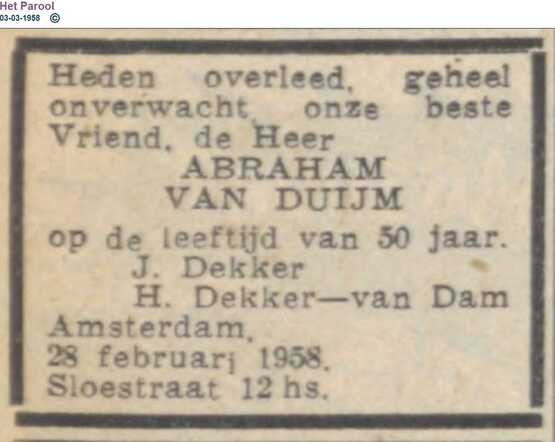 Het Parool
03-03-1958 ©
Heden overleed, geheel
onverwacht, onze beste
Vriend, de Heer
ABRAHAM
VAN DUIJM
op de leeftijd van 50 jaar.
J. Dekker
H. Dekker—van Dam
Amsterdam,
28 februari 1958.
Sloestraat 12 hs.